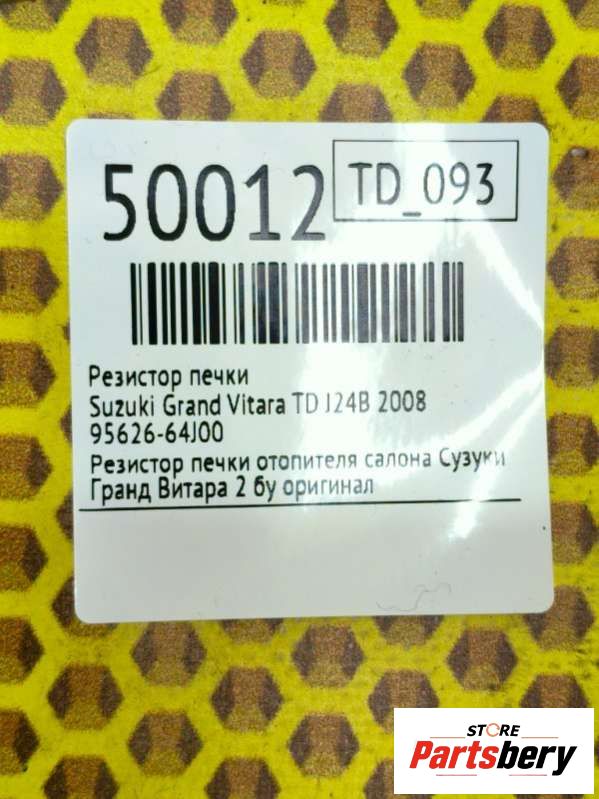 50012
TD_093
Резистор печки
Suzuki Grand Vitara TD J24B 2008
95626-64J00
Резистор печки отопителя салона Сузуки
Гранд Витара 2 бу оригинал
STORE
Partsbery